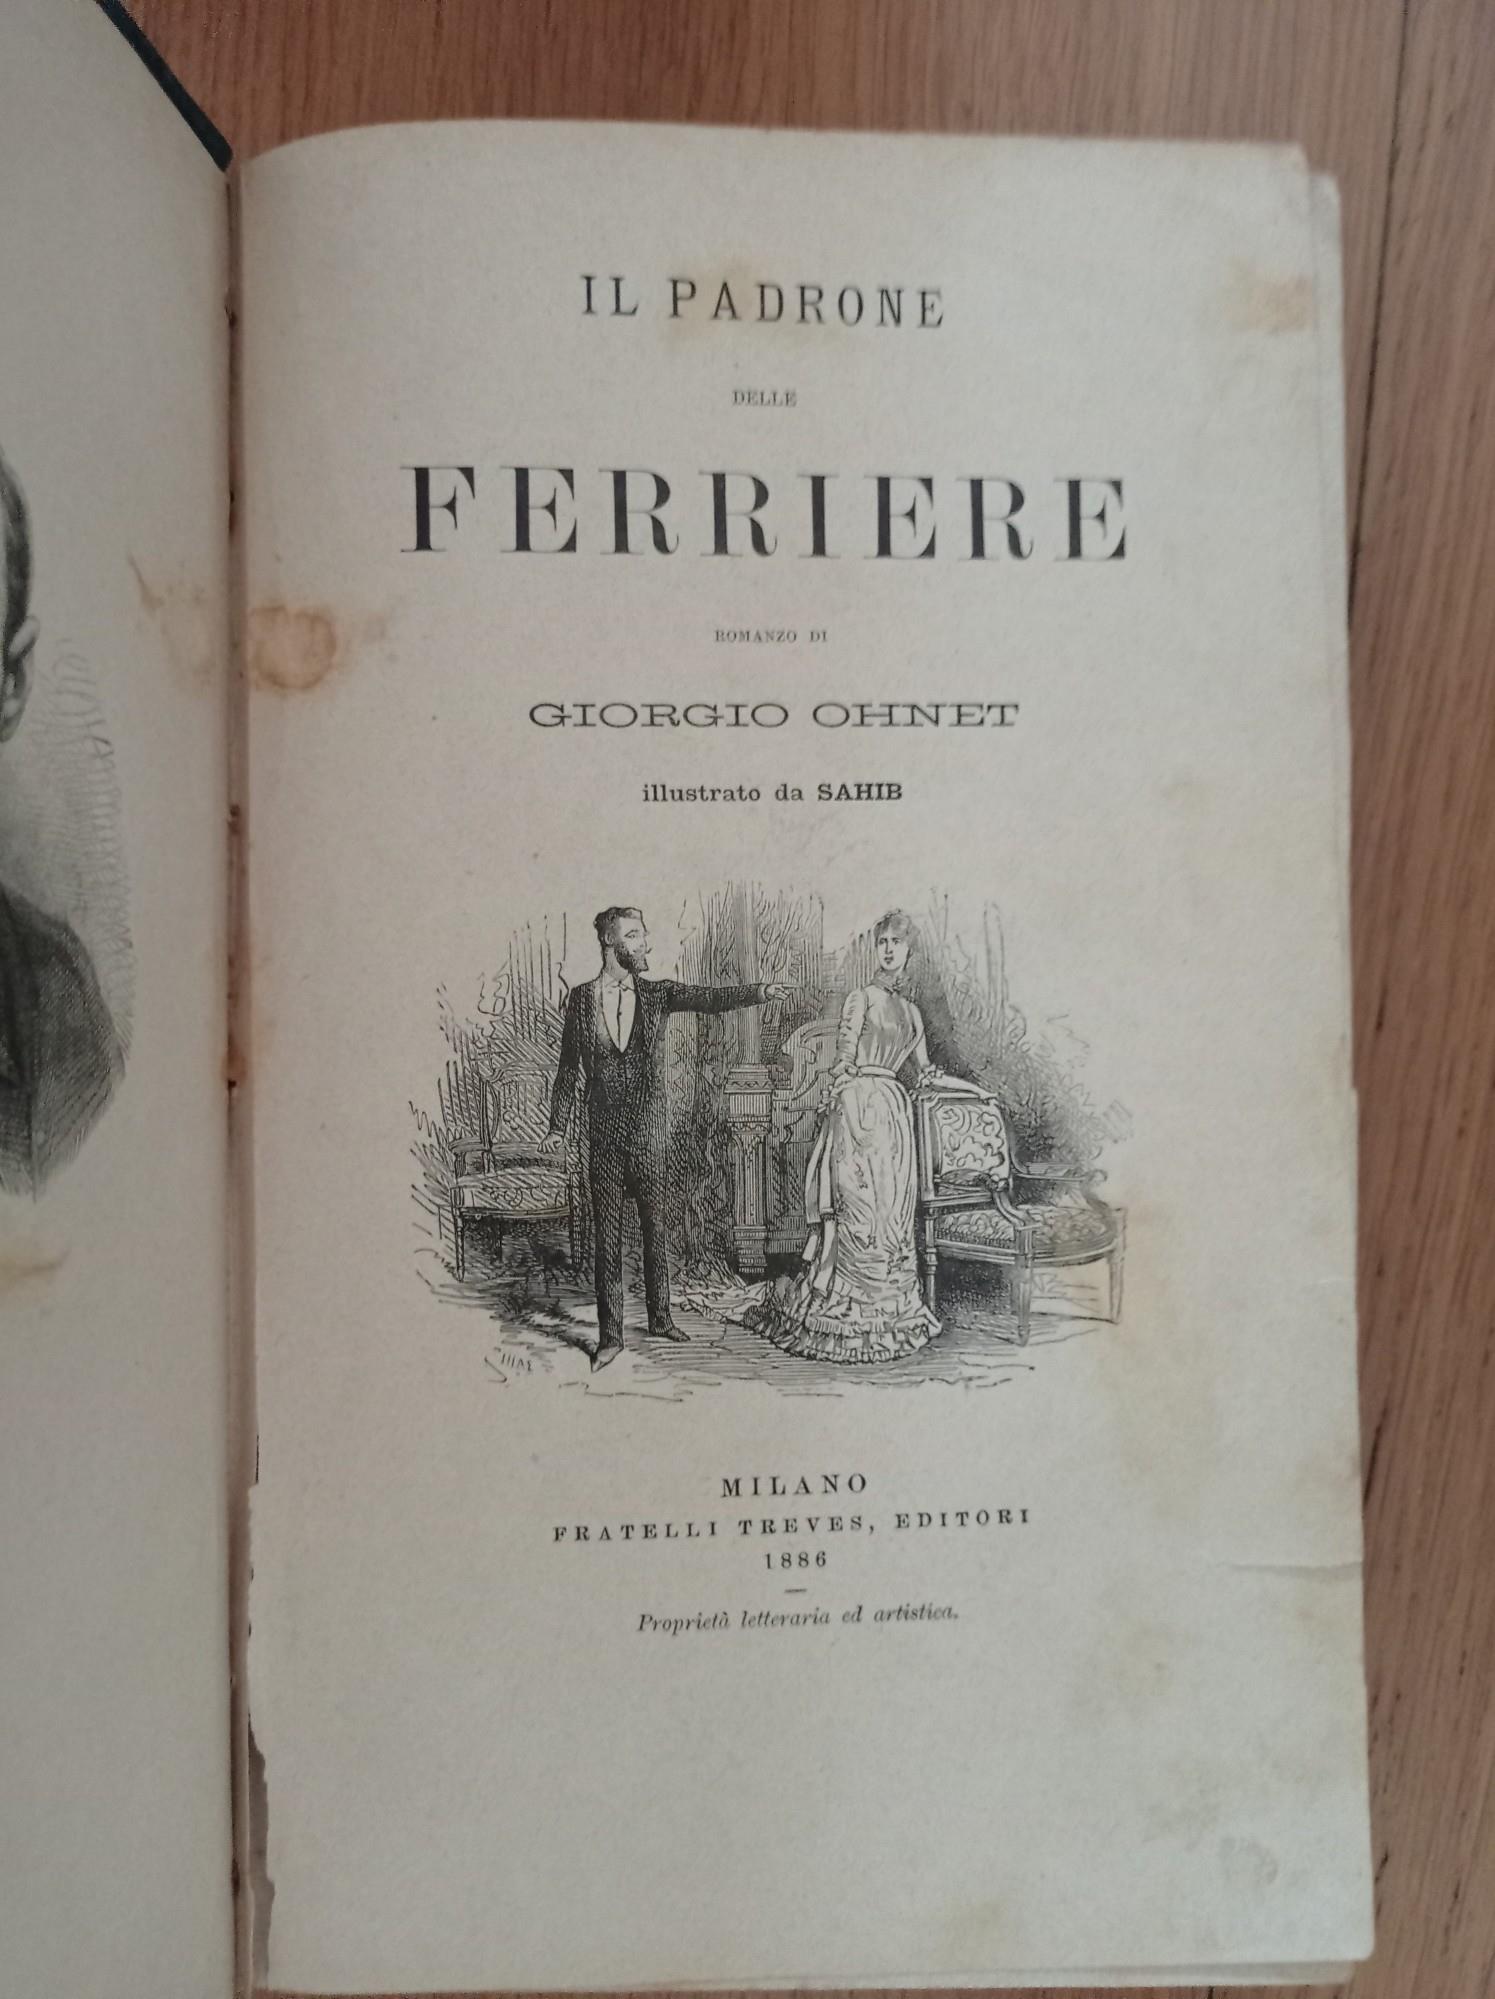 IL PADRONE
DELLE
FERRIERE
ROMANZO DI
GIORGIO OHNET
illustrato da SAHIB
MILANO
FRATELLI TREVES, EDITORI
1886
Proprietà letteraria ed artistica.